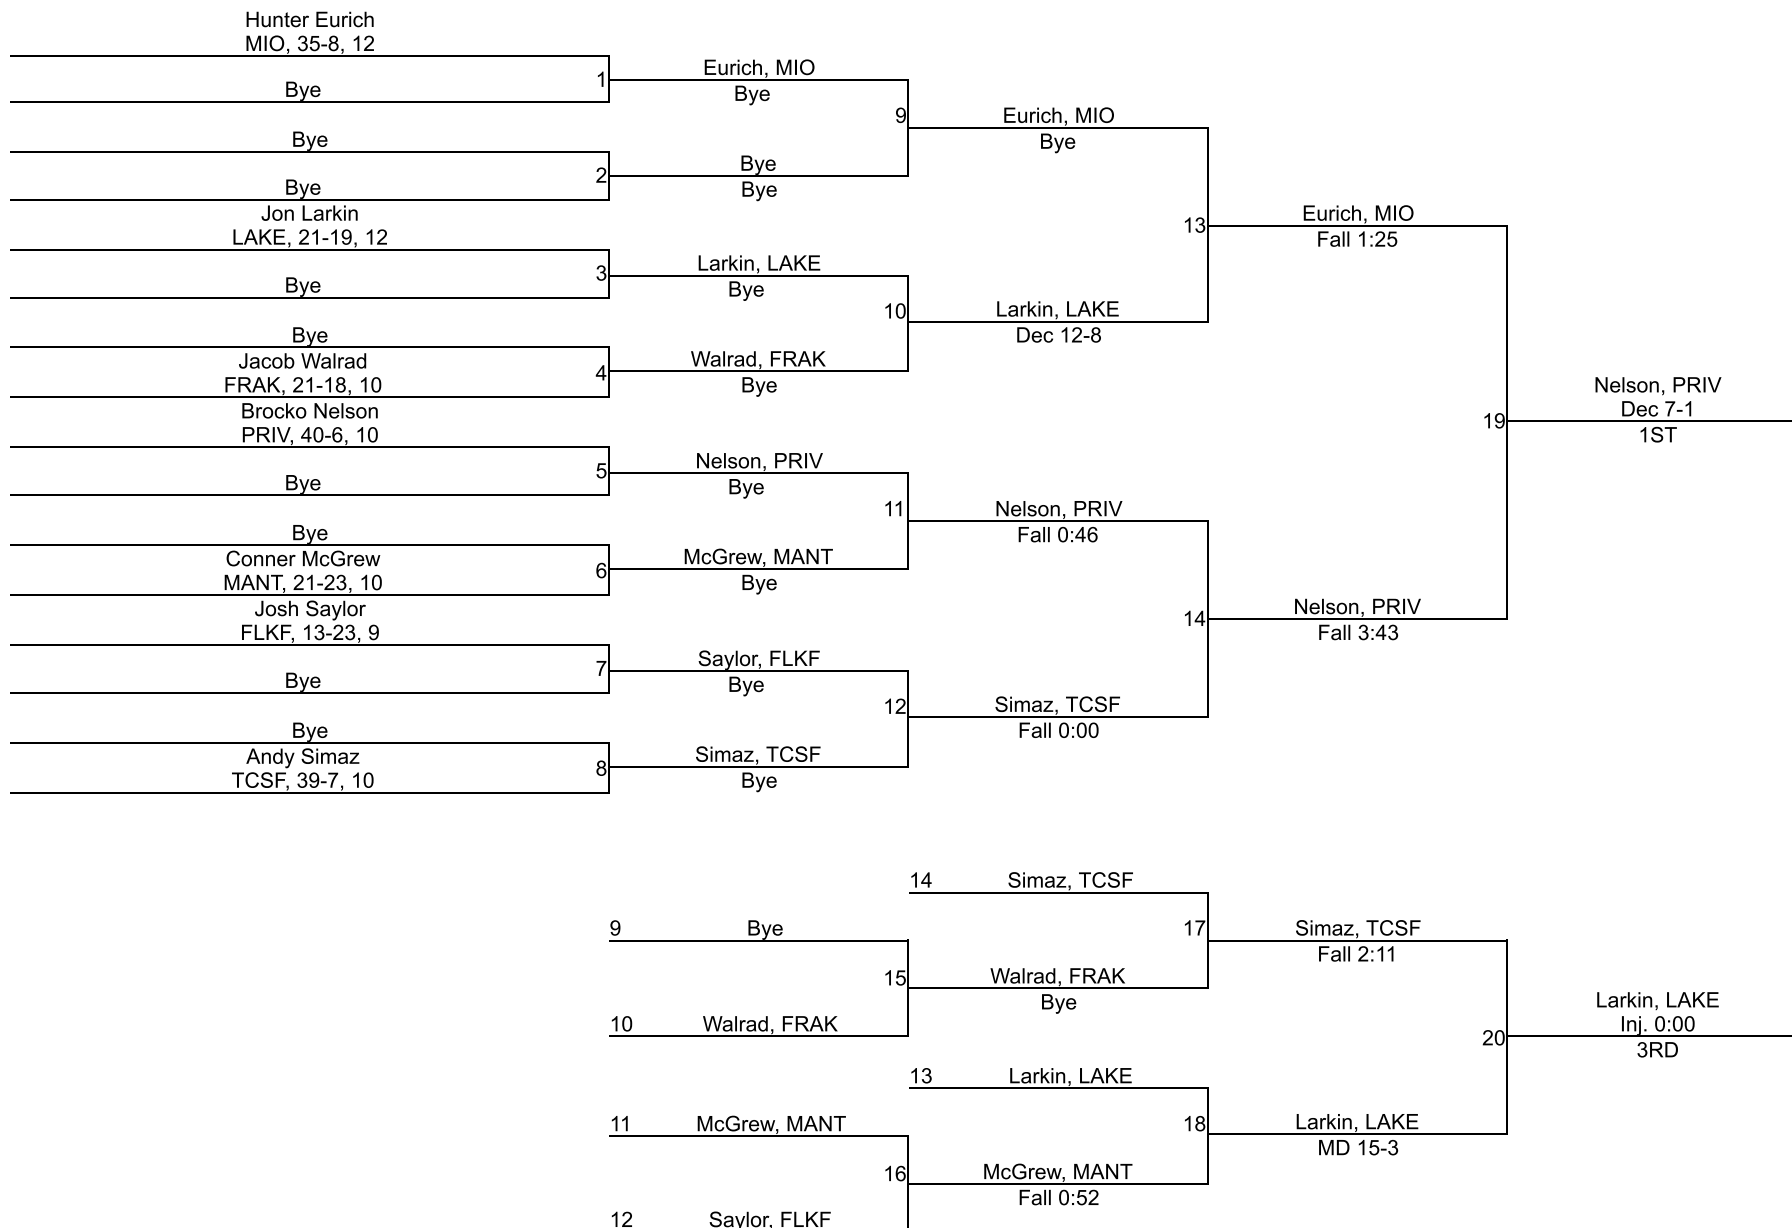 Hunter Eurich
MIO, 35-8, 12
Bye
1
Eurich, MIO
Bye
9
Eurich, MIO
Bye
Bye
Bye
2
Bye
Bye
13
Eurich, MIO
Fall 1:25
Jon Larkin
LAKE, 21-19, 12
Bye
3
Larkin, LAKE
Bye
10
Larkin, LAKE
Dec 12-8
Bye
Jacob Walrad
FRAK, 21-18, 10
4
Walrad, FRAK
Bye
19
Nelson, PRIV
Dec 7-1
1ST
Brocko Nelson
PRIV, 40-6, 10
Bye
5
Nelson, PRIV
Bye
11
Nelson, PRIV
Fall 0:46
Bye
Conner McGrew
MANT, 21-23, 10
6
McGrew, MANT
Bye
14
Nelson, PRIV
Fall 3:43
Josh Saylor
FLKF, 13-23, 9
Bye
7
Saylor, FLKF
Bye
12
Simaz, TCSF
Fall 0:00
Bye
Andy Simaz
TCSF, 39-7, 10
8
Simaz, TCSF
Bye
14
Simaz, TCSF
9
Bye
17
Simaz, TCSF
Fall 2:11
15
Walrad, FRAK
Bye
10
Walrad, FRAK
20
Larkin, LAKE
Inj. 0:00
3RD
13
Larkin, LAKE
11
McGrew, MANT
18
Larkin, LAKE
MD 15-3
16
McGrew, MANT
Fall 0:52
12
Saylor, FLKF